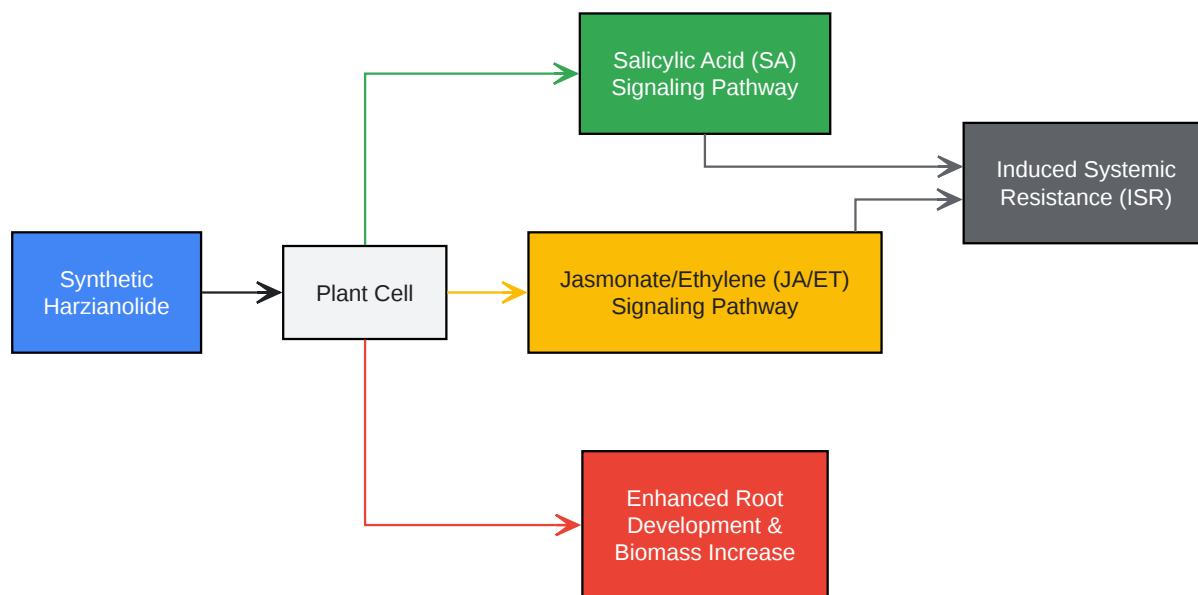 Salicylic Acid (SA)
Signaling Pathway
Induced Systemic
Resistance (ISR)
Synthetic
Harzianolide
Plant Cell
Jasmonate/Ethylene (JA/ET)
Signaling Pathway
Enhanced Root
Development &
Biomass Increase